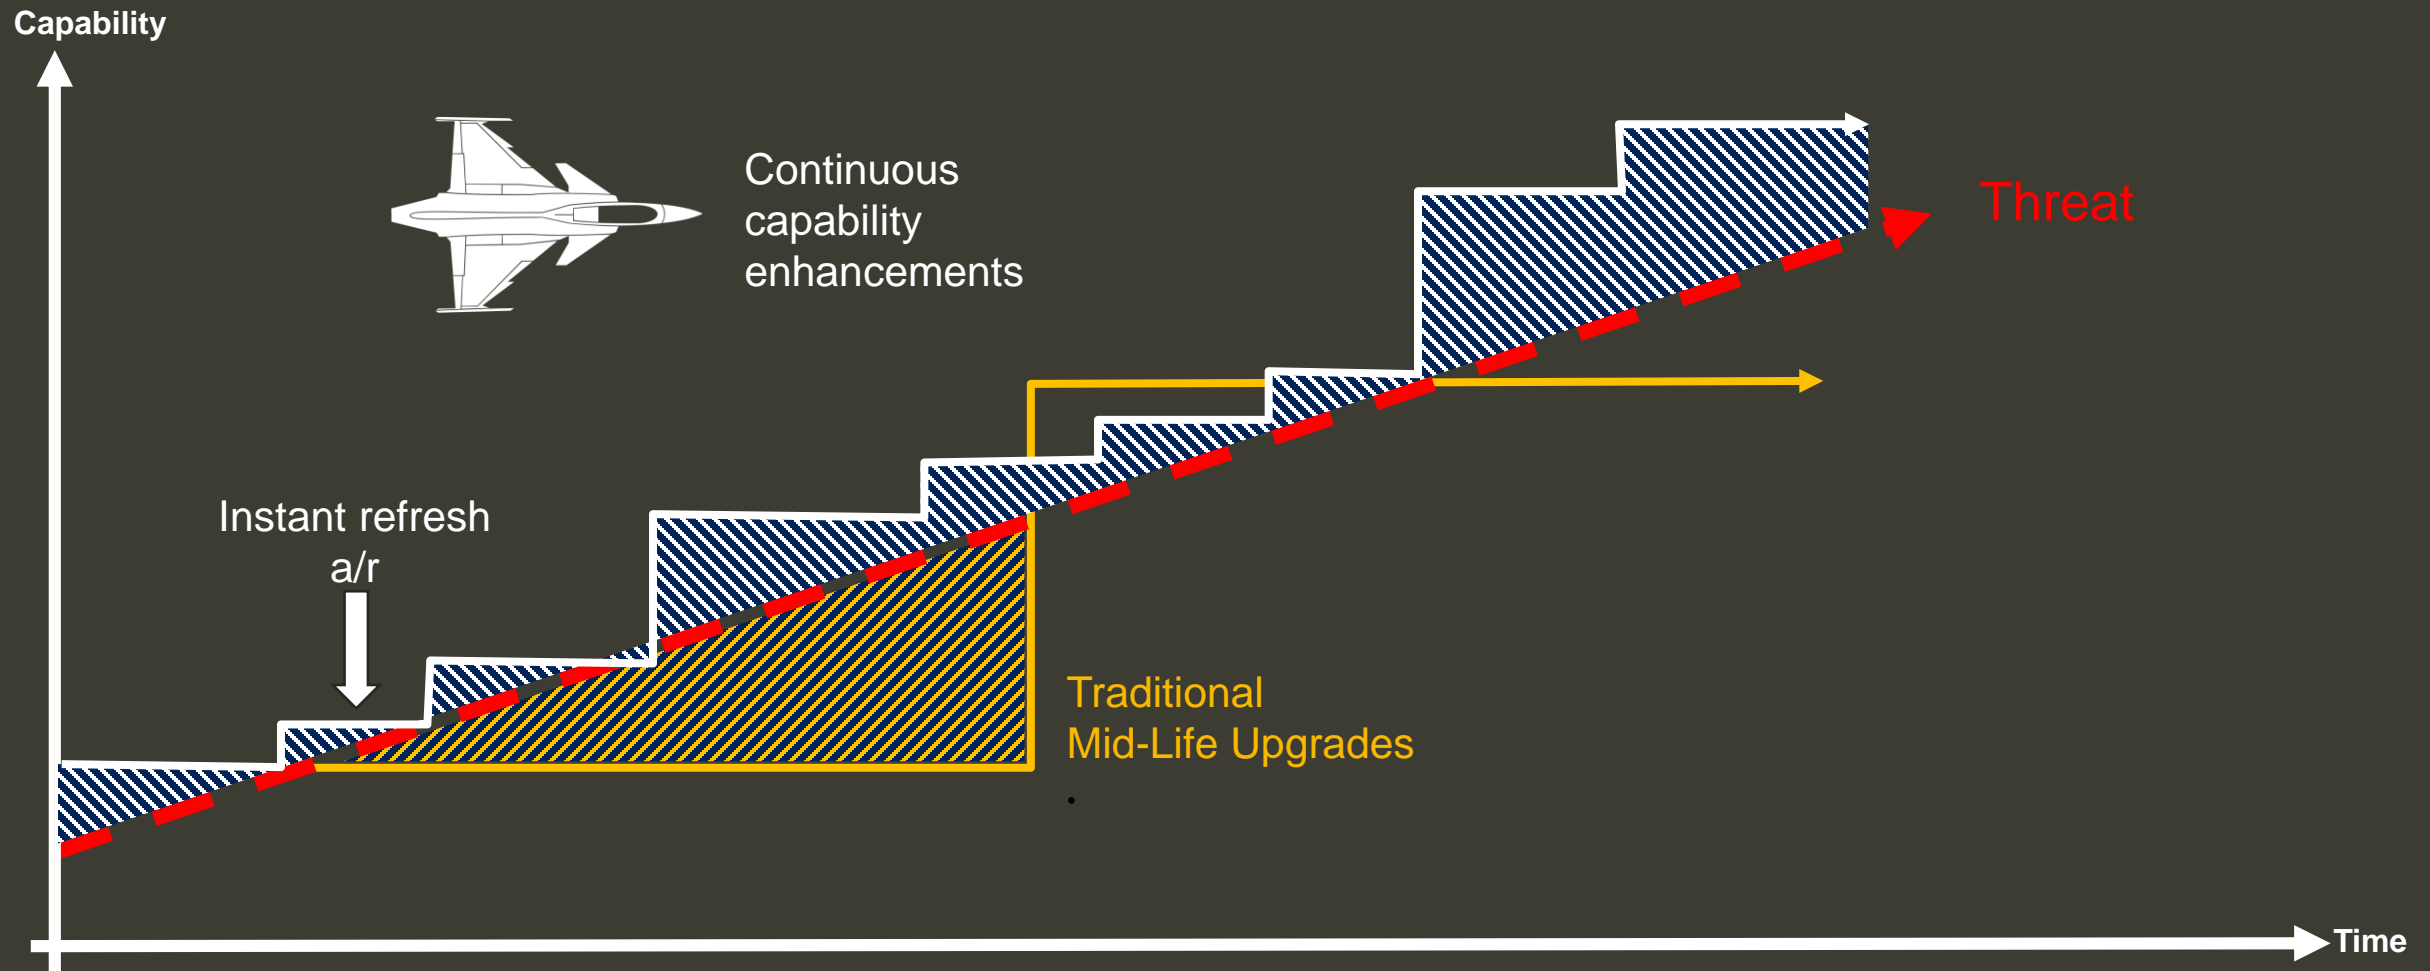 Capability
Continuous
capability
enhancements
Threat
Instant refresh
a/r
Traditional
Mid-Life Upgrades
.
Time